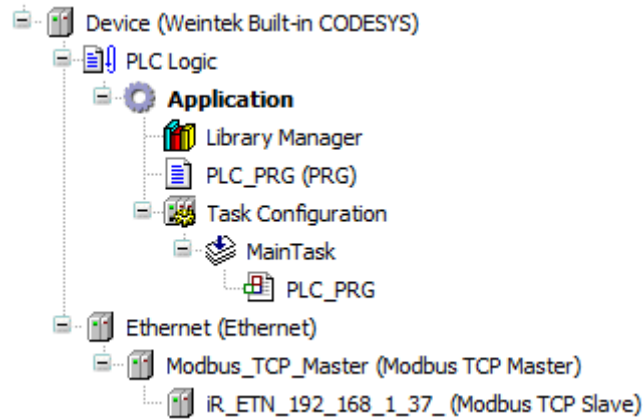 Device (Weintek Built-in CODESYS)
PLC Logic
Application
Library Manager
PLC_PRG (PRG)
Task Configuration
MainTask
PLC_PRG
Ethernet (Ethernet)
Modbus_TCP_Master (Modbus TCP Master)
iR_ETN_192_168_1_37_ (Modbus TCP Slave)